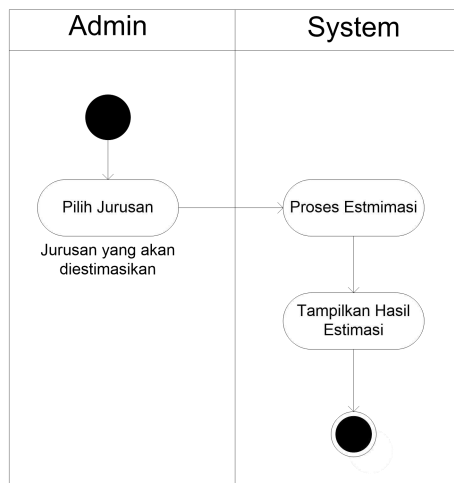 Admin
System
Pilih Jurusan
Jurusan yang akan
diestimasikan
Proses Estmimasi
Tampilkan Hasil
Estimasi